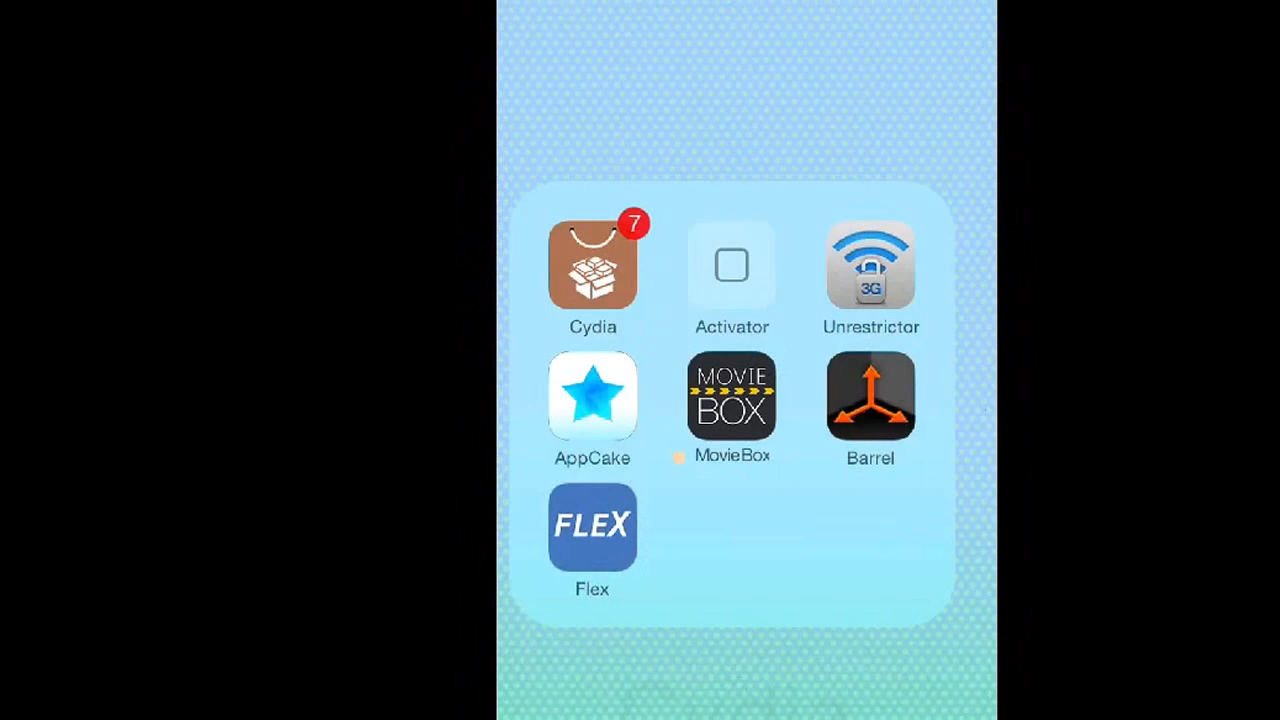 7
Cydia
Activator
3G
Unrestrictor
AppCake
MOVIE
BOX
MovieBox
Barrel
FLEX
Flex